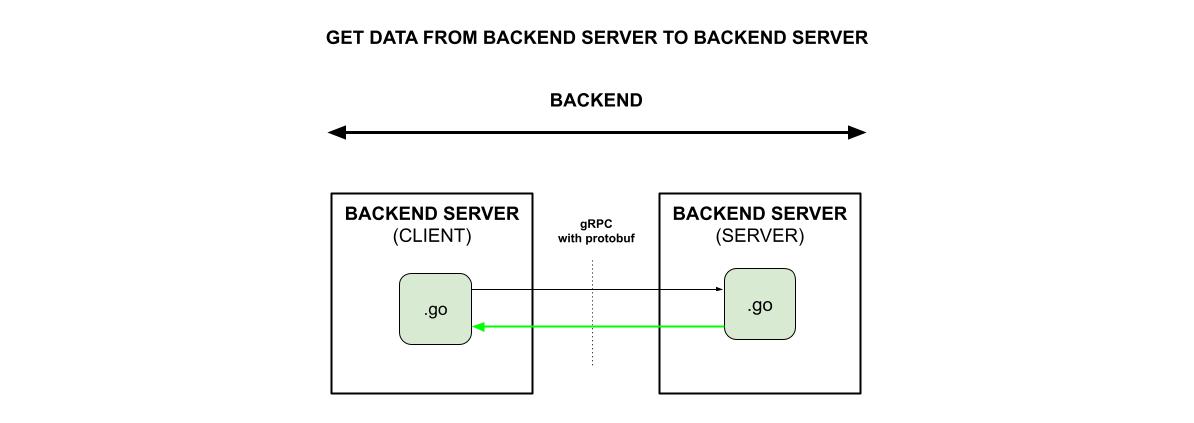 GET DATA FROM BACKEND SERVER TO BACKEND SERVER
BACKEND
BACKEND SERVER
(CLIENT)
.go
gRPC
with protobuf
BACKEND SERVER
(SERVER)
.go